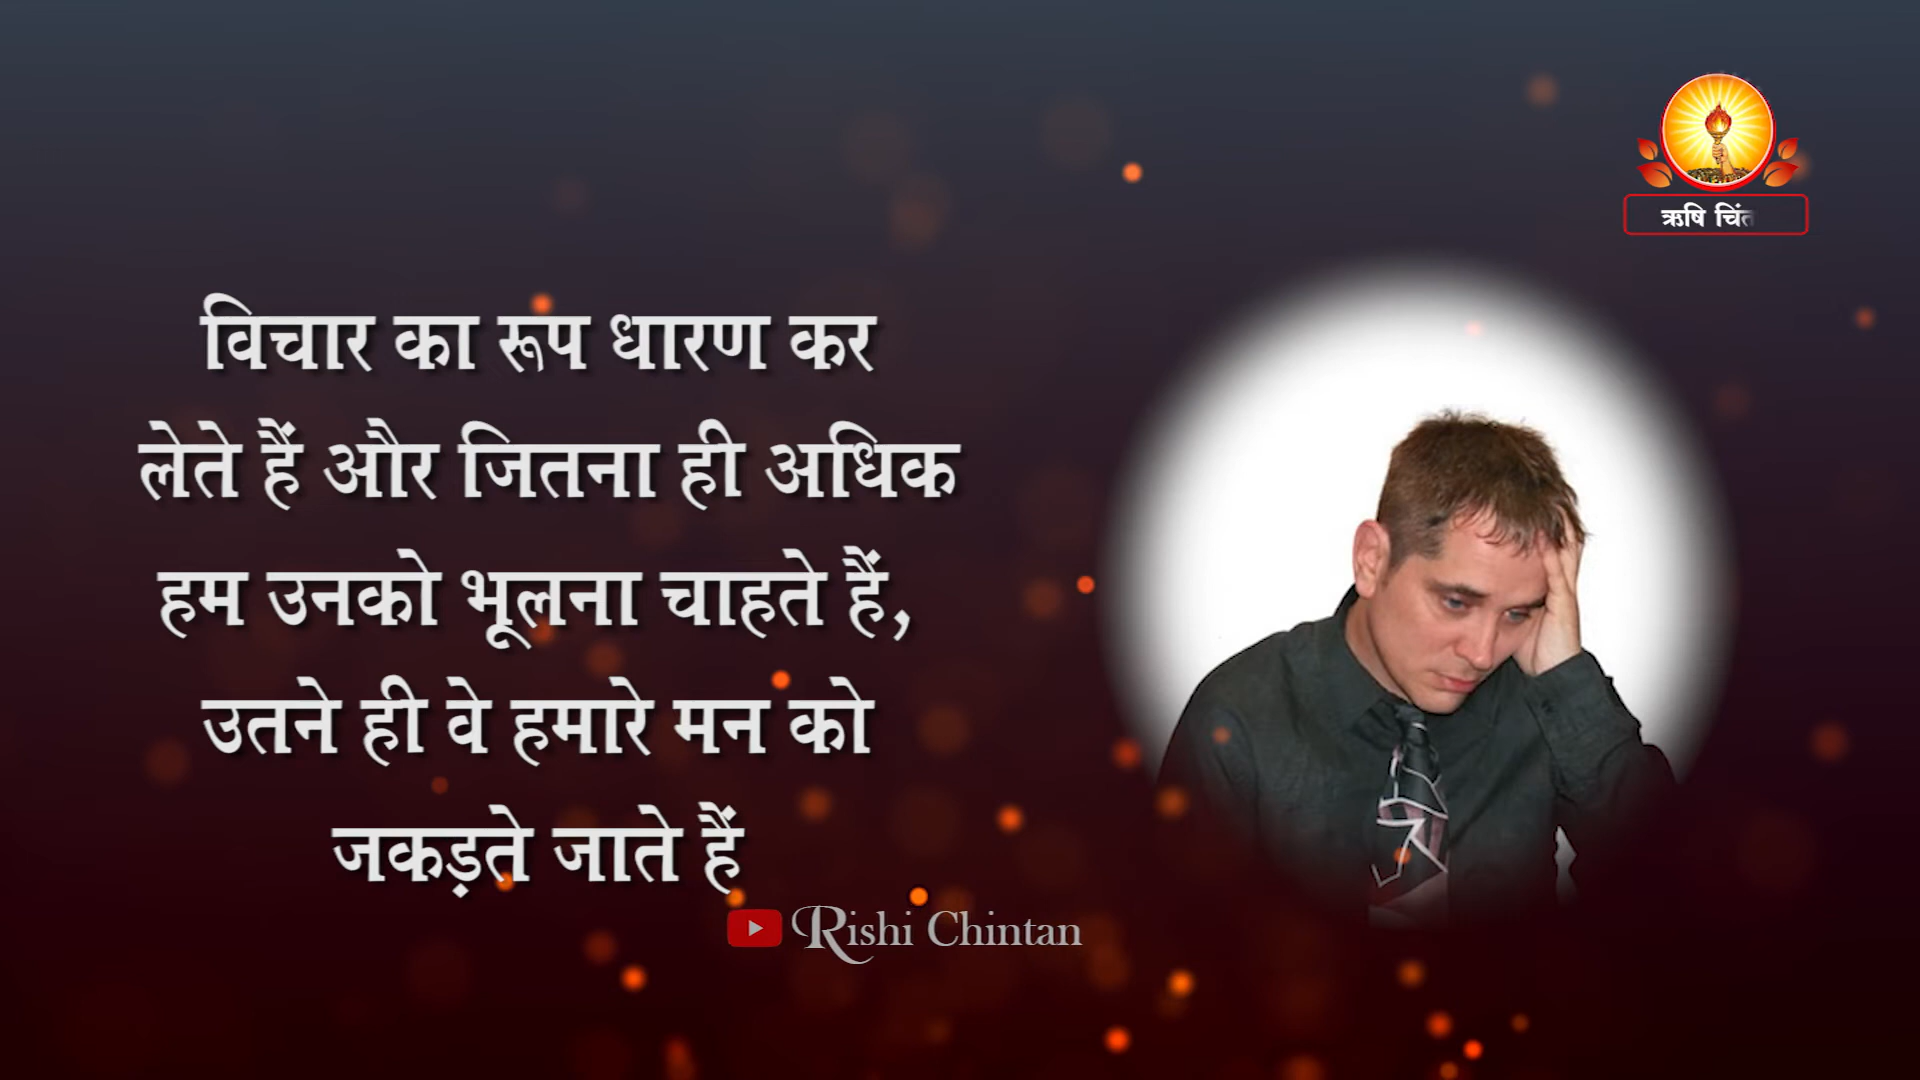 ऋषि चिंत
विचार का रूप धारण कर
लेते हैं और जितना ही अधिक
हम उनको भूलना चाहते हैं,
उतने ही वे हमारे मन को
जकड़ते जाते हैं
Rishi Chintan